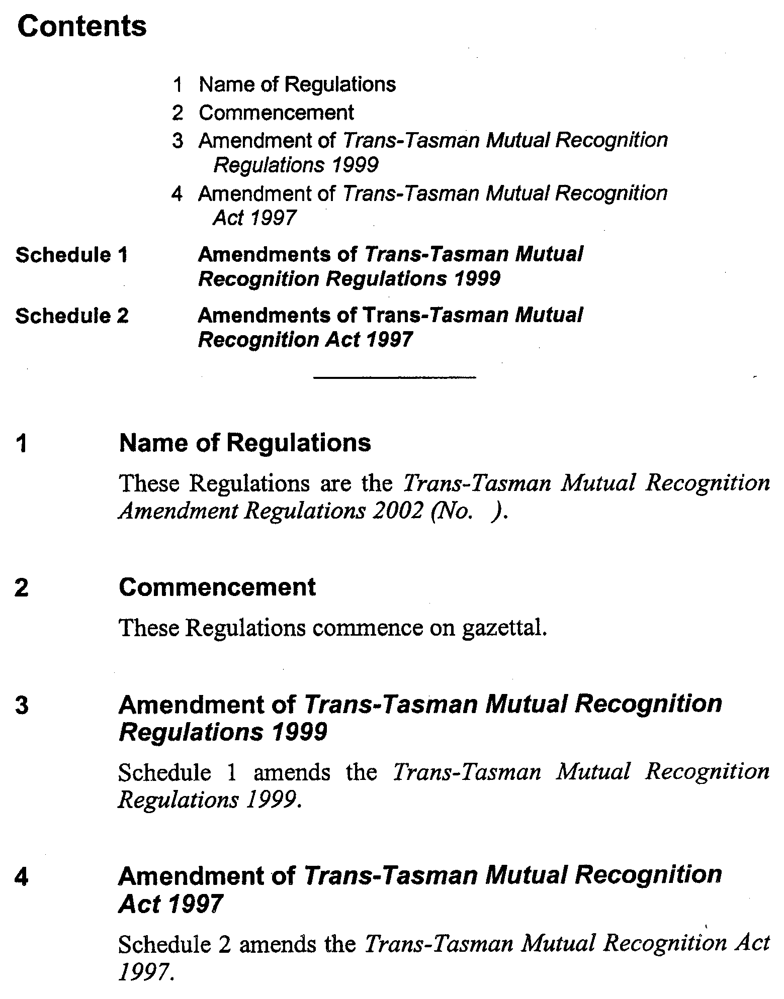 Contents
1 Name of Regulations
2 Commencement
3 Amendment of Trans-Tasman Mutual Recognition
Regulations 1999
4 Amendment of Trans-Tasman Mutual Recognition
Act 1997
Schedule 1 Amendments of Trans-Tasman Mutual
Recognition Regulations 1999
Schedule 2 Amendments of Trans-Tasman Mutual
Recognition Act 1997
1 Name of Regulations
These Regulations are the Trans-Tasman Mutual Recognition
Amendment Regulations 2002 (No. ).
2 Commencement
These Regulations commence on gazettal.
3 Amendment of Trans-Tasman Mutual Recognition
Regulations 1999
Schedule 1 amends the Trans-Tasman Mutual Recognition
Regulations 1999.
4 Amendment of Trans-Tasman Mutual Recognition
Act 1997
Schedule 2 amends the Trans-Tasman Mutual Recognition Act
1997.